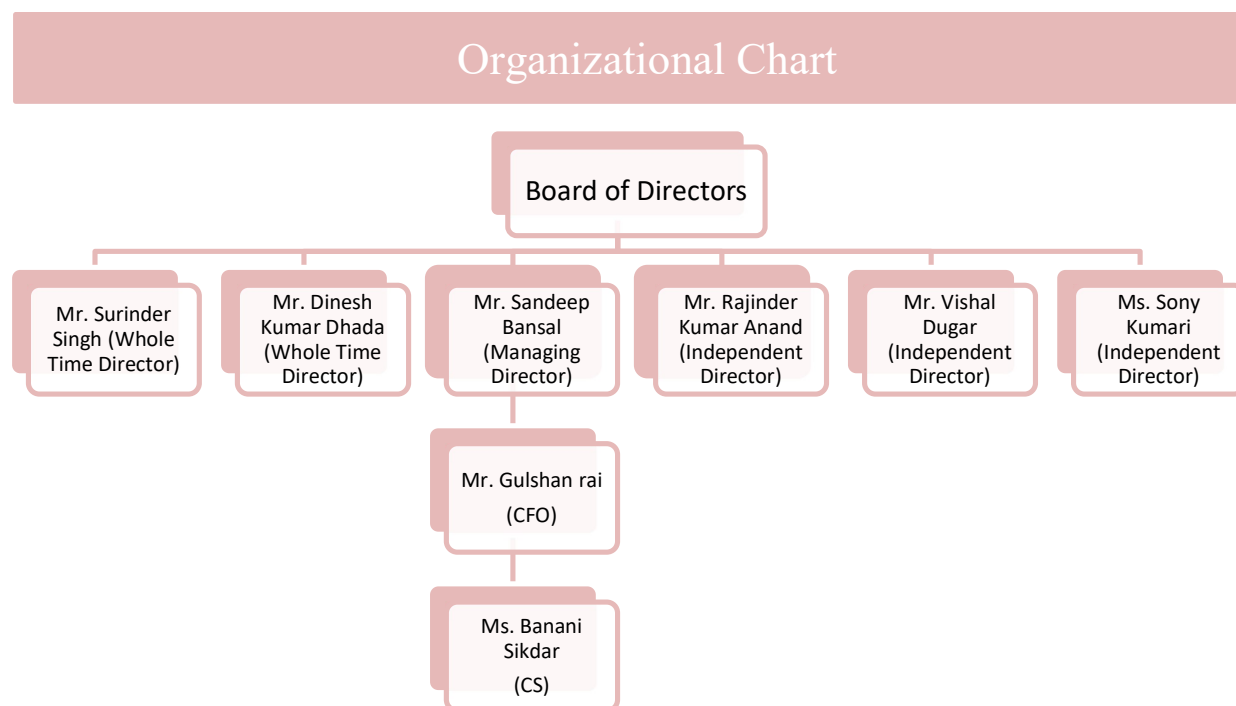 Organizational Chart
Board of Directors
Mr. Surinder
Singh (Whole
Time Director)
Mr. Dinesh
Kumar Dhada
(Whole Time
Director)
Mr. Sandeep
Bansal
(Managing
Director)
Mr. Rajinder
Kumar Anand
(Independent
Director)
Mr. Vishal
Dugar
(Independent
Director)
Ms. Sony
Kumari
(Independent
Director)
Mr. Gulshan rai
(CFO)
Ms. Banani
Sikdar
(CS)